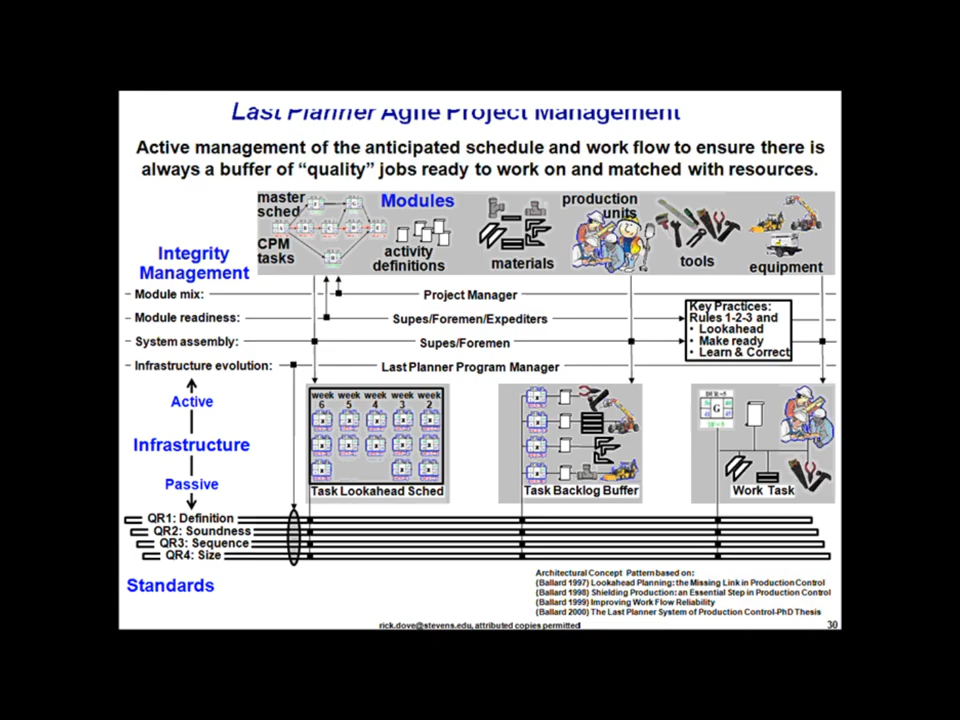 Last Planner Agile Project Management
Active management of the anticipated schedule and work flow to ensure there is
always a buffer of “quality” jobs ready to work on and matched with resources.
master
sched
CPM
tasks
Modules
activity
definitions
materials
production
units
tools
equipment
Integrity
Management
Module mix:
Project Manager
Module readiness:
Supes/Foremen/Expediters
System assembly:
Supes/Foremen
Infrastructure evolution:
Last Planner Program Manager
Key Practices:
Rules 1-2-3 and
• Lookahead
• Make ready
• Learn & Correct
Active
Infrastructure
Passive
week week week week week
6 5 4 3 2
Task Lookahead Sched
Task Backlog Buffer
G
Work Task
QR1: Definition
QR2: Soundness
QR3: Sequence
QR4: Size
Standards
Architectural Concept Pattern based on:
(Ballard 1997) Lookahead Planning: the Missing Link in Production Control
(Ballard 1998) Shielding Production: an Essential Step in Production Control
(Ballard 1999) Improving Work Flow Reliability
(Ballard 2000) The Last Planner System of Production Control-PhD Thesis
rick.dove@stevens.edu, attributed copies permitted
30